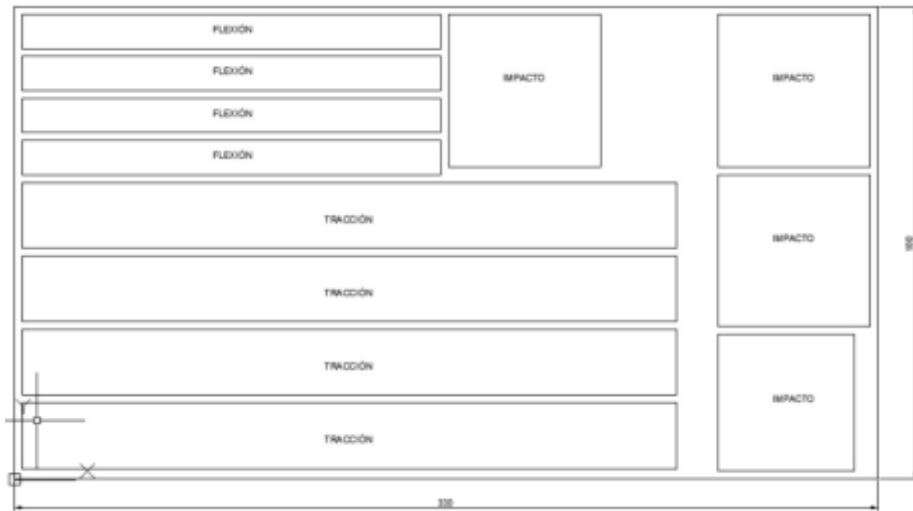 FLEXIÓN
IMPACTO
IMPACTO
FLEXIÓN
FLEXIÓN
FLEXIÓN
TRACCIÓN
IMPACTO
TRACCIÓN
TRACCIÓN
IMPACTO
TRACCIÓN
Y
X
330